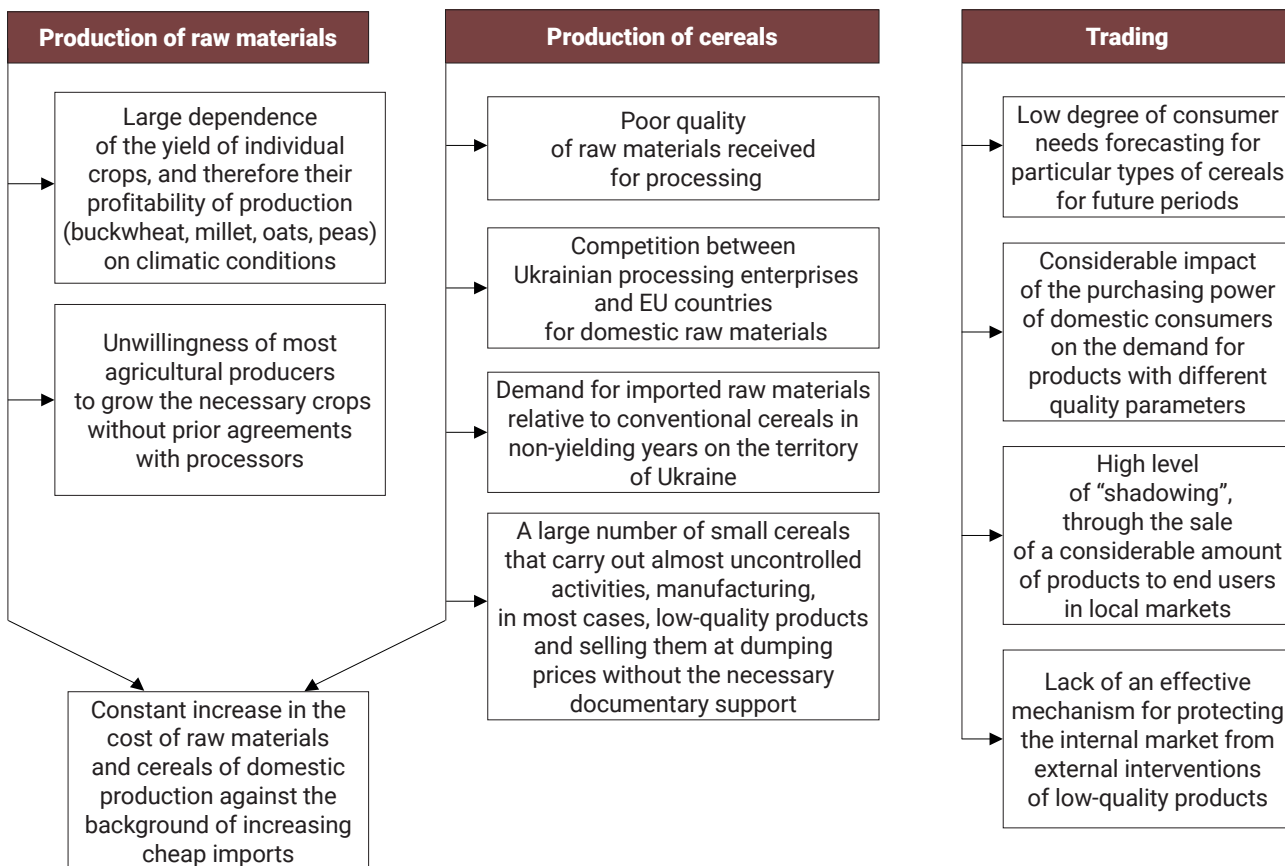 Production of raw materials
Large dependence
of the yield of individual
crops, and therefore their
profitability of production
(buckwheat, millet, oats, peas)
on climatic conditions
Unwillingness of most
agricultural producers
to grow the necessary crops
without prior agreements
with processors
Constant increase in the
cost of raw materials
and cereals of domestic
production against the
background of increasing
cheap imports
Production of cereals
Poor quality
of raw materials received
for processing
Competition between
Ukrainian processing enterprises
and EU countries
for domestic raw materials
Demand for imported raw materials
relative to conventional cereals in
non-yielding years on the territory
of Ukraine
A large number of small cereals
that carry out almost uncontrolled
activities, manufacturing,
in most cases, low-quality products
and selling them at dumping
prices without the necessary
documentary support
Trading
Low degree of consumer
needs forecasting for
particular types of cereals
for future periods
Considerable impact
of the purchasing power
of domestic consumers
on the demand for
products with different
quality parameters
High level
of “shadowing”,
through the sale
of a considerable amount
of products to end users
in local markets
Lack of an effective
mechanism for protecting
the internal market from
external interventions
of low-quality products